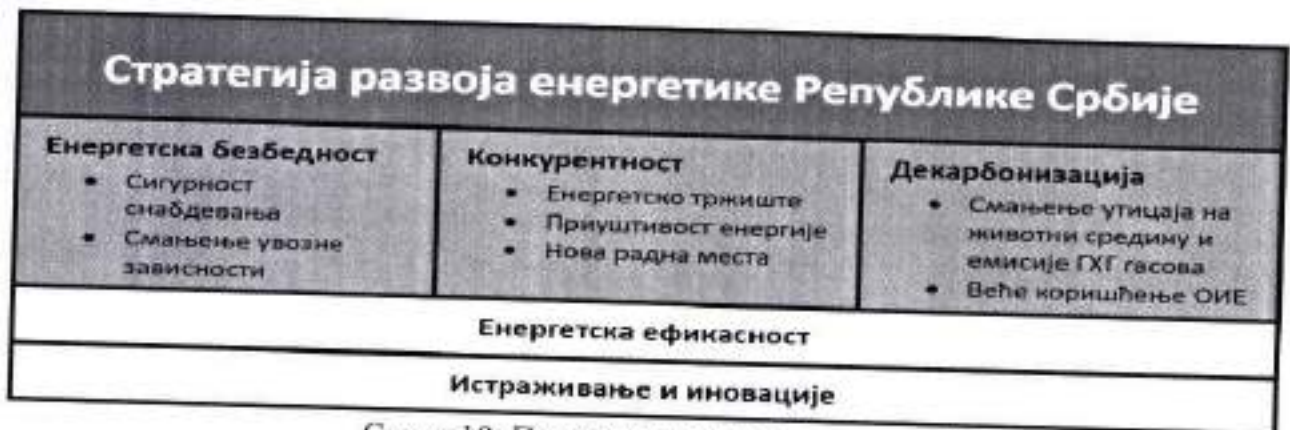 Стратегија развоја енергетике Републике Србије
Енергетска безбедност
• Сигурност
снабдевања
• Смањење увозне
зависности
Конкурентност
• Енергетско тржиште
• Приуштивост енергије
• Нова радна места
Декарбонизација
• Смањење утицаја на
животни средину и
емисије ГХГ гасова
• Веће коришћење ОИЕ
Енергетска ефикасност
Истраживање и иновације